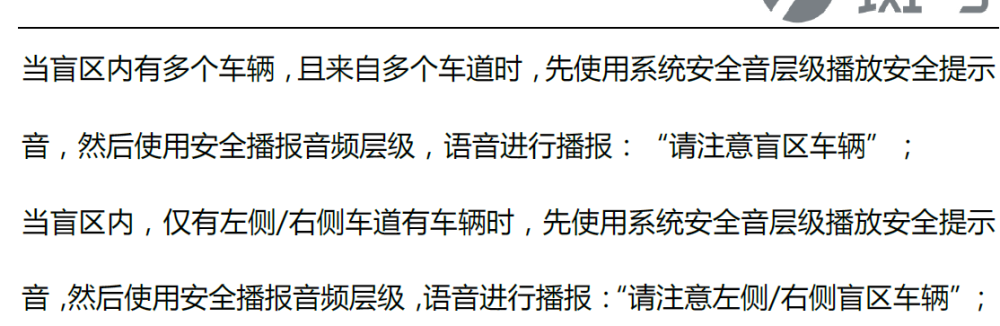 当盲区内有多个车辆，且来自多个车道时，先使用系统安全音层级播放安全提示
音，然后使用安全播报音频层级，语音进行播报：“请注意盲区车辆”；
当盲区内，仅有左侧/右侧车道有车辆时，先使用系统安全音层级播放安全提示
音，然后使用安全播报音频层级，语音进行播报：“请注意左侧/右侧盲区车辆”；